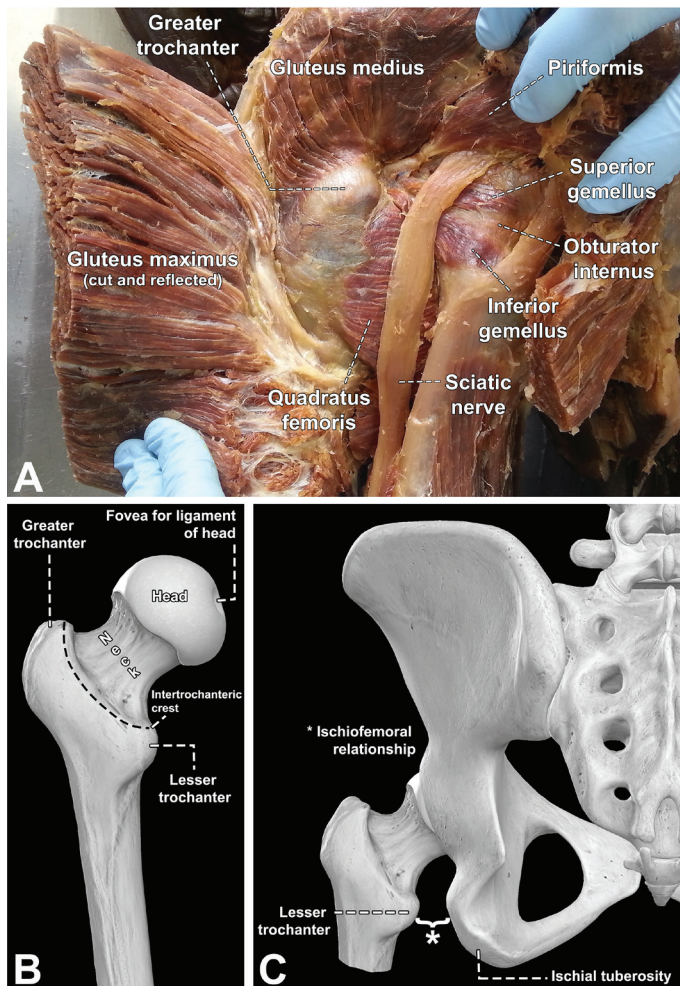 Greater
trochanter
Gluteus medius
Piriformis
Superior
gemellus
Gluteus maximus
(cut and reflected)
Obturator
internus
Inferior
gemellus
Quadratus
femoris
Sciatic
nerve
A
Greater
trochanter
Fovea for ligament
of head
Head
Neck
Intertrochanteric
crest
Lesser
trochanter
B
* Ischiofemoral
relationship
Lesser
trochanter
*
Ischial tuberosity
C